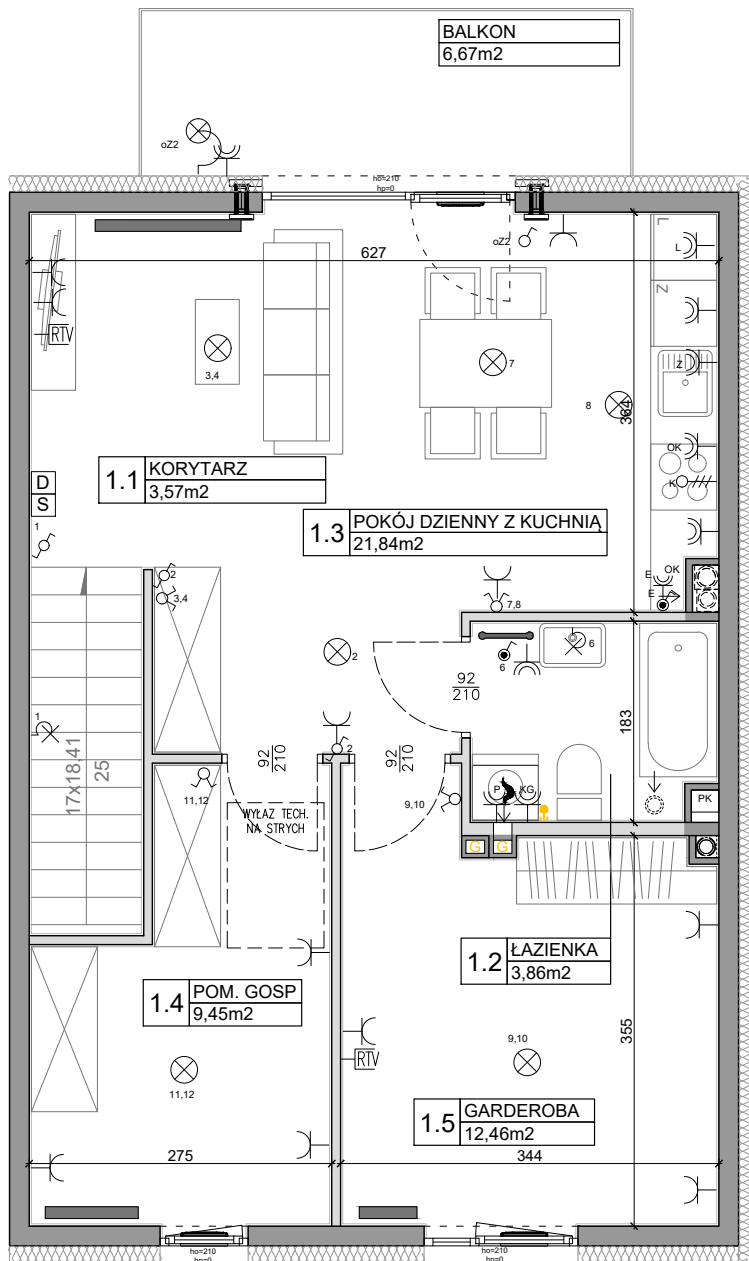 BALKON
6,67m2
oZ2
ho=210
hp=0
oZ2
L
627
Z
RTV
3,4
7
Z
8
364
OK
K
D
S
1.1 KORYTARZ
3,57m2
1.3 POKÓJ DZIENNY Z KUCHNIĄ
21,84m2
1
2
3,4
7,8
E
OK
E
2
6
6
92
210
183
1
17x18,41
25
92
210
2
92
210
11,12
9,10
P
KG
PK
WYŁAZ TECH.
NA STRYCH
G
G
1.2 ŁAZIENKA
3,86m2
1.4 POM. GOSP
9,45m2
355
RTV
9,10
11,12
1.5 GARDEROBA
12,46m2
275
344
ho=210
hp=0
ho=210
hp=0